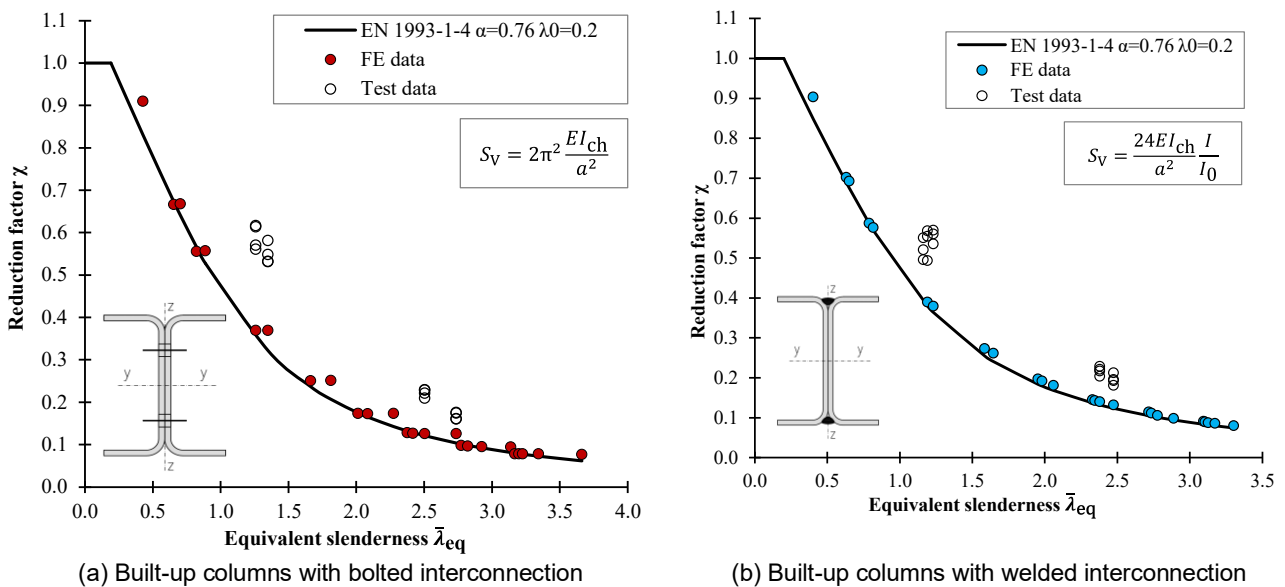 1.1
1.0
0.9
0.8
0.7
0.6
0.5
0.4
0.3
0.2
0.1
0.0
Reduction factor χ
EN 1993-1-4 α=0.76 λ0=0.2
FE data
Test data
S_V = 2π² EI_ch / a²
z
y y
z
0.0 0.5 1.0 1.5 2.0 2.5 3.0 3.5 4.0
Equivalent slenderness λ̄_eq
(a) Built-up columns with bolted interconnection
1.1
1.0
0.9
0.8
0.7
0.6
0.5
0.4
0.3
0.2
0.1
0.0
Reduction factor χ
EN 1993-1-4 α=0.76 λ0=0.2
FE data
Test data
S_V = 24EI_ch / a² I / I_0
z
y y
z
0.0 0.5 1.0 1.5 2.0 2.5 3.0 3.5
Equivalent slenderness λ̄_eq
(b) Built-up columns with welded interconnection